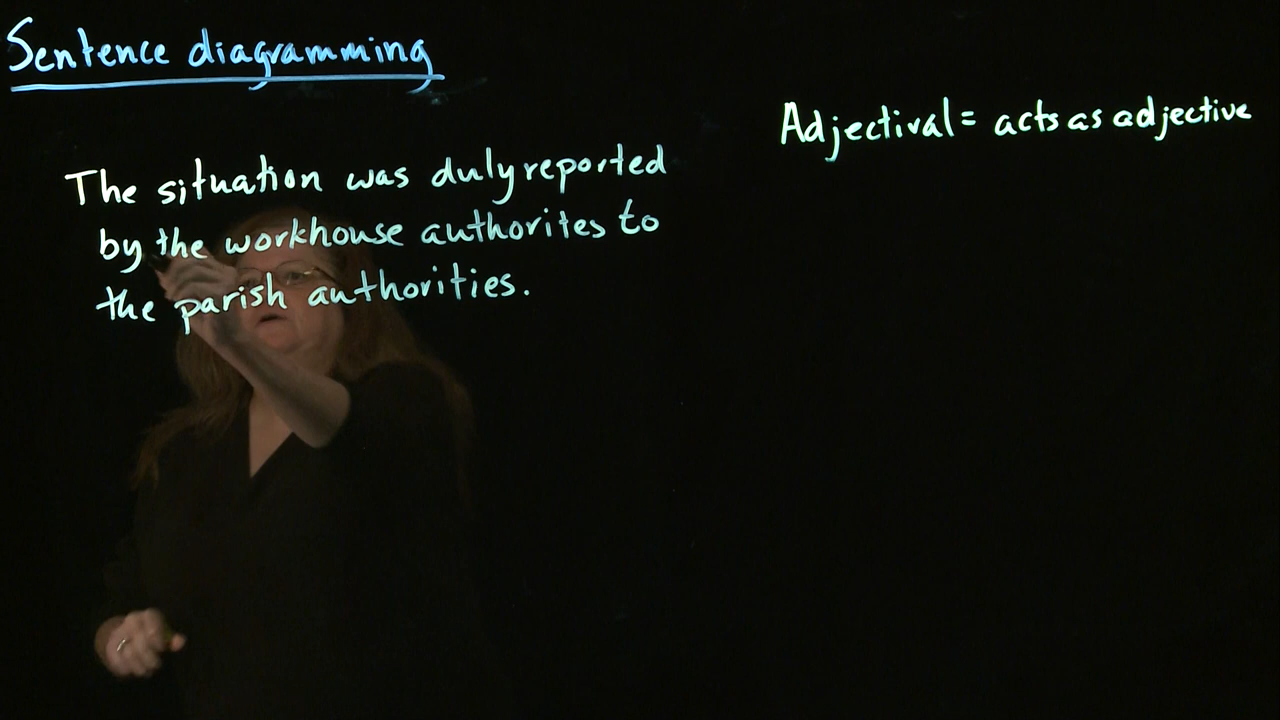 Sentence diagramming
Adjectival = acts as adjective
The situation was duly reported
by the workhouse authorites to
the parish authorities.